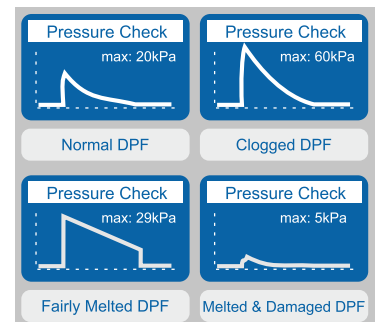 Pressure Check
max: 20kPa
Normal DPF
Pressure Check
max: 60kPa
Clogged DPF
Pressure Check
max: 29kPa
Fairly Melted DPF
Pressure Check
max: 5kPa
Melted & Damaged DPF